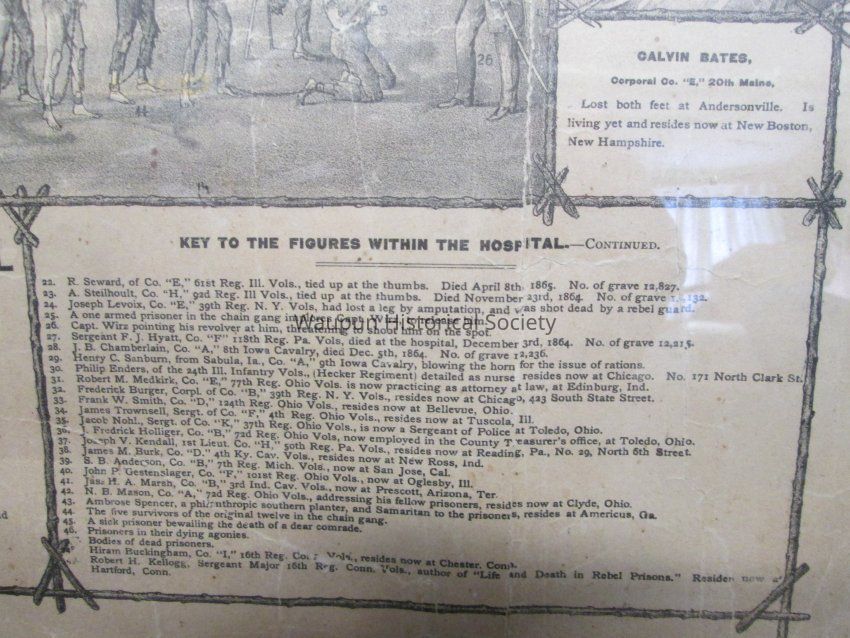 26
44
CALVIN BATES,
Corporal Co. "E," 20th Maine,
Lost both feet at Andersonville. Is
living yet and resides now at New Boston,
New Hampshire.
KEY TO THE FIGURES WITHIN THE HOSPITAL.—CONTINUED.
22. R. Seward, of Co. "E," 61st Reg. Ill. Vols., tied up at the thumbs. Died April 8th, 1865. No. of grave 12,827.
23. A. Steilhoult, Co. "H," 92d Reg. Ill Vols., tied up at the thumbs. Died November 23rd, 1864. No. of grave
24. Joseph Levoix, Co. "E," 39th Reg. N. Y. Vols, had lost a leg by amputation, and was shot dead by a rebel guard.
25. A one armed prisoner in the chain gang implores Capt. Wirz to release him.
26. Capt. Wirz pointing his revolver at him, threatening to shoot him on the spot.
27. Sergeant F. J. Hyatt, Co. "F" 118th Reg. Pa. Vols, died at the hospital, December 3rd, 1864. No. of grave 12,215.
28. J. B. Chamberlain, Co. "A," 8th Iowa Cavalry, died Dec. 5th, 1864. No. of grave 12,236.
29. Henry C. Sanburn, from Sabula, Ia., Co. "A," 9th Iowa Cavalry, blowing the horn for the issue of rations.
30. Philip Enders, of the 24th Ill. Infantry Vols., (Hecker Regiment) detailed as nurse resides now at Chicago. No. 171 North Clark St.
31. Robert M. Medkirk, Co. "E," 77th Reg. Ohio Vols. is now practicing as attorney at law, at Edinburg, Ind.
32. Frederick Burger, Corpl. of Co. "B," 39th Reg. N. Y. Vols., resides now at Chicago, 423 South State Street.
33. Frank W. Smith, Co. "D," 124th Reg. Ohio Vols., resides now at Bellevue, Ohio.
34. James Trownsell, Sergt. of Co. "F," 4th Reg. Ohio Vols., resides now at Tuscola, Ill.
35. Jacob Nohl., Sergt. of Co. "K," 37th Reg. Ohio Vols., is now a Sergeant of Police at Toledo, Ohio.
36. J. Fredrick Holliger, Co. "B," 72d Reg. Ohio Vols, now employed in the County Treasurer's office, at Toledo, Ohio.
37. Joseph V. Kendall, 1st Lieut. Co. "H," 50th Reg. Pa. Vols., resides now at Reading, Pa., No. 29, North 6th Street.
38. James M. Burk, Co. "D." 4th Ky. Cav. Vols., resides now at New Ross, Ind.
39. S. B. Anderson, Co. "B," 7th Reg. Mich. Vols., now at San Jose, Cal.
40. John P. Gestenslager, Co. "F," 101st Reg. Ohio Vols., now at Oglesby, Ill.
41. Jas. H. A. Marsh, Co. "B," 3rd Ind. Cav. Vols., now at Prescott, Arizona, Ter.
42. N. B. Mason, Co. "A," 72d Reg. Ohio Vols., addressing his fellow prisoners, resides now at Clyde, Ohio.
43. Ambrose Spencer, a philanthropic southern planter, and Samaritan to the prisoners, resides at Americus, Ga.
44. The five survivors of the original twelve in the chain gang.
45. A sick prisoner bewailing the death of a dear comrade.
46. Prisoners in their dying agonies.
Bodies of dead prisoners.
Hiram Buckingham, Co. "I," 16th Reg. Vols., resides now at Chester, Conn.
Robert H. Kellogg, Sergeant Major 16th Reg. Conn. Vols., author of "Life and Death in Rebel Prisons." Resides now at
Hartford, Conn.
Waupun Historical Society